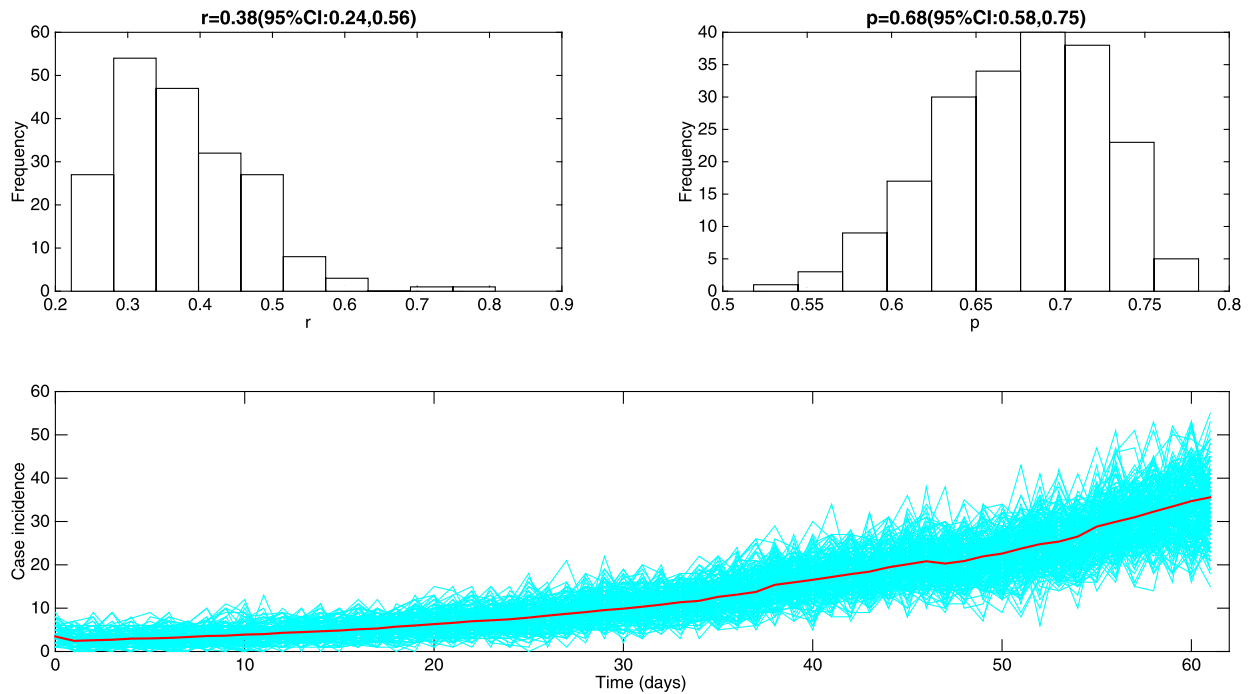 r=0.38(95%CI:0.24,0.56)
60
50
40
30
20
10
0
Frequency
0.2 0.3 0.4 0.5 0.6 0.7 0.8 0.9
r
p=0.68(95%CI:0.58,0.75)
40
35
30
25
20
15
10
5
0
Frequency
0.5 0.55 0.6 0.65 0.7 0.75 0.8
p
60
50
40
30
20
10
0
Case incidence
0 10 20 30 40 50 60
Time (days)